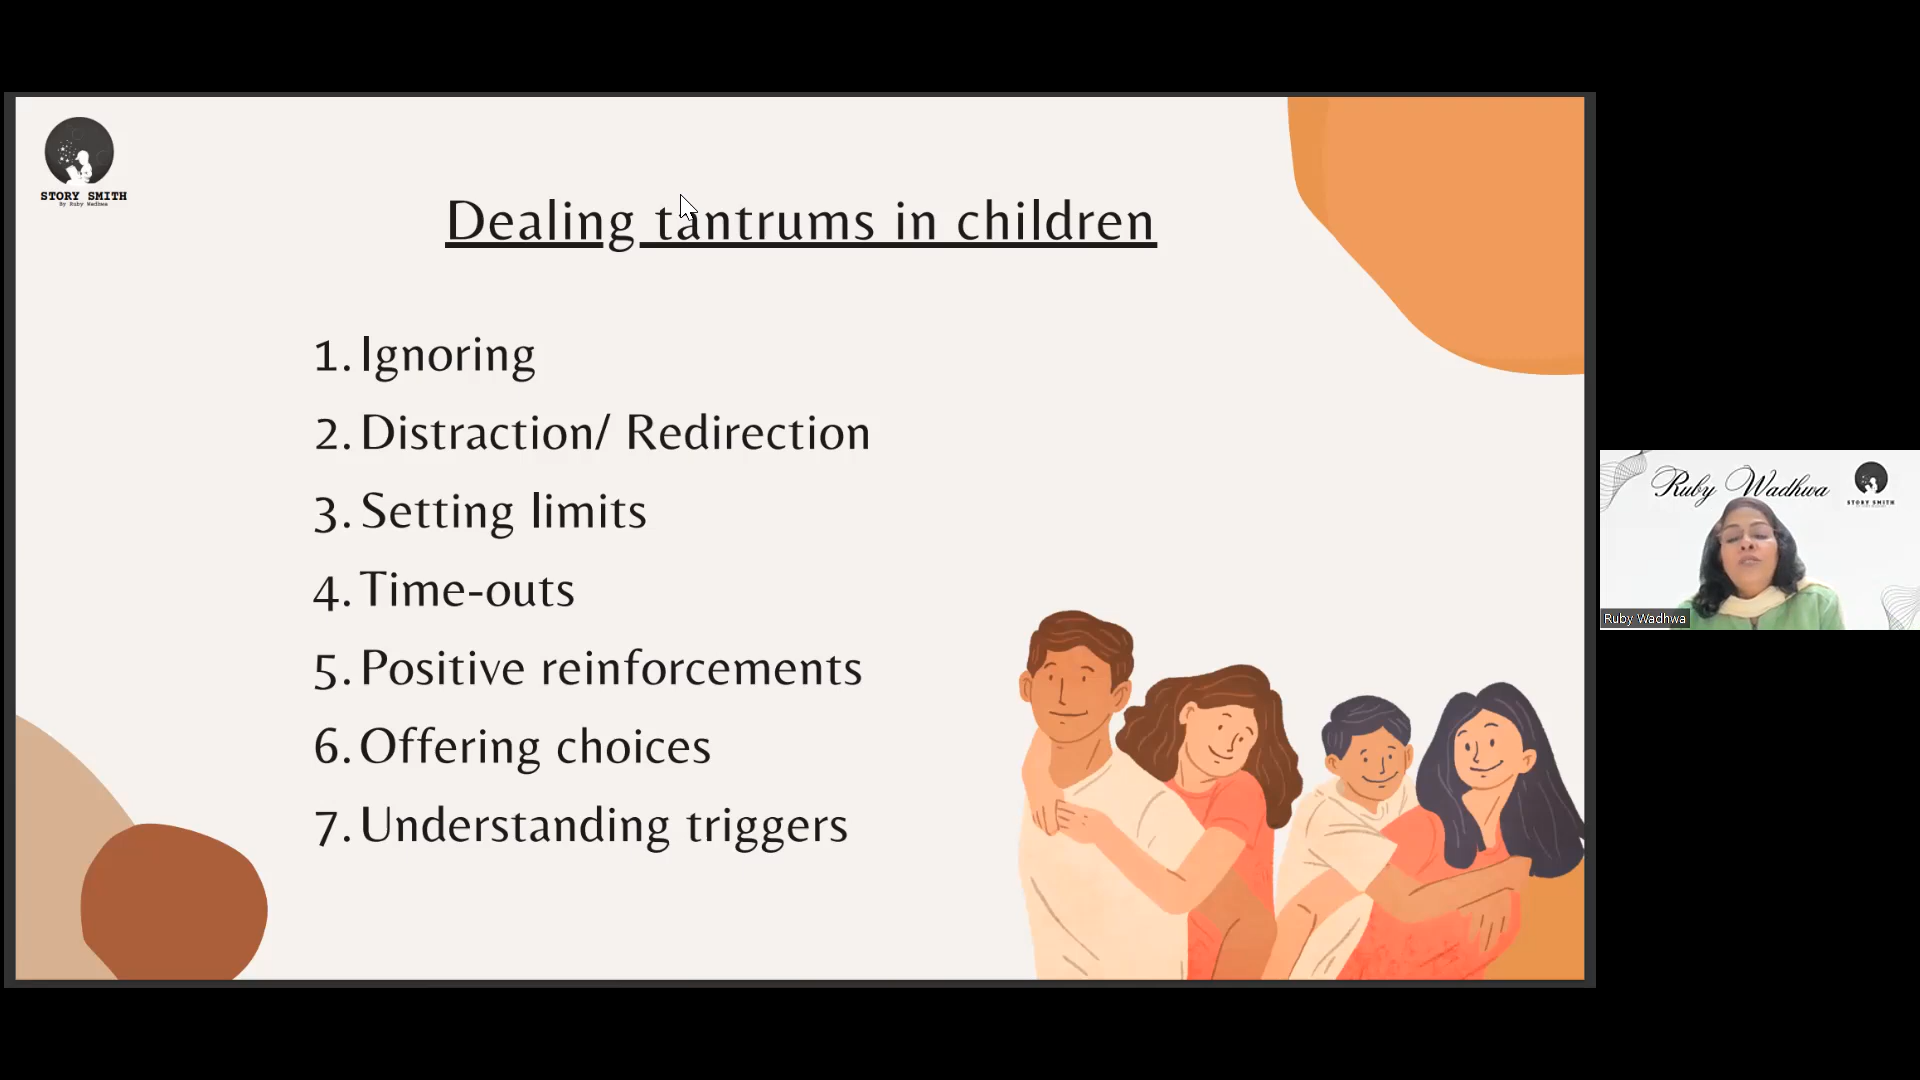 STORY SMITH
By Ruby Wadhwa
Dealing tantrums in children
1. Ignoring
2. Distraction/ Redirection
3. Setting limits
4. Time-outs
5. Positive reinforcements
6. Offering choices
7. Understanding triggers
Ruby Wadhwa
STORY SMITH
Ruby Wadhwa